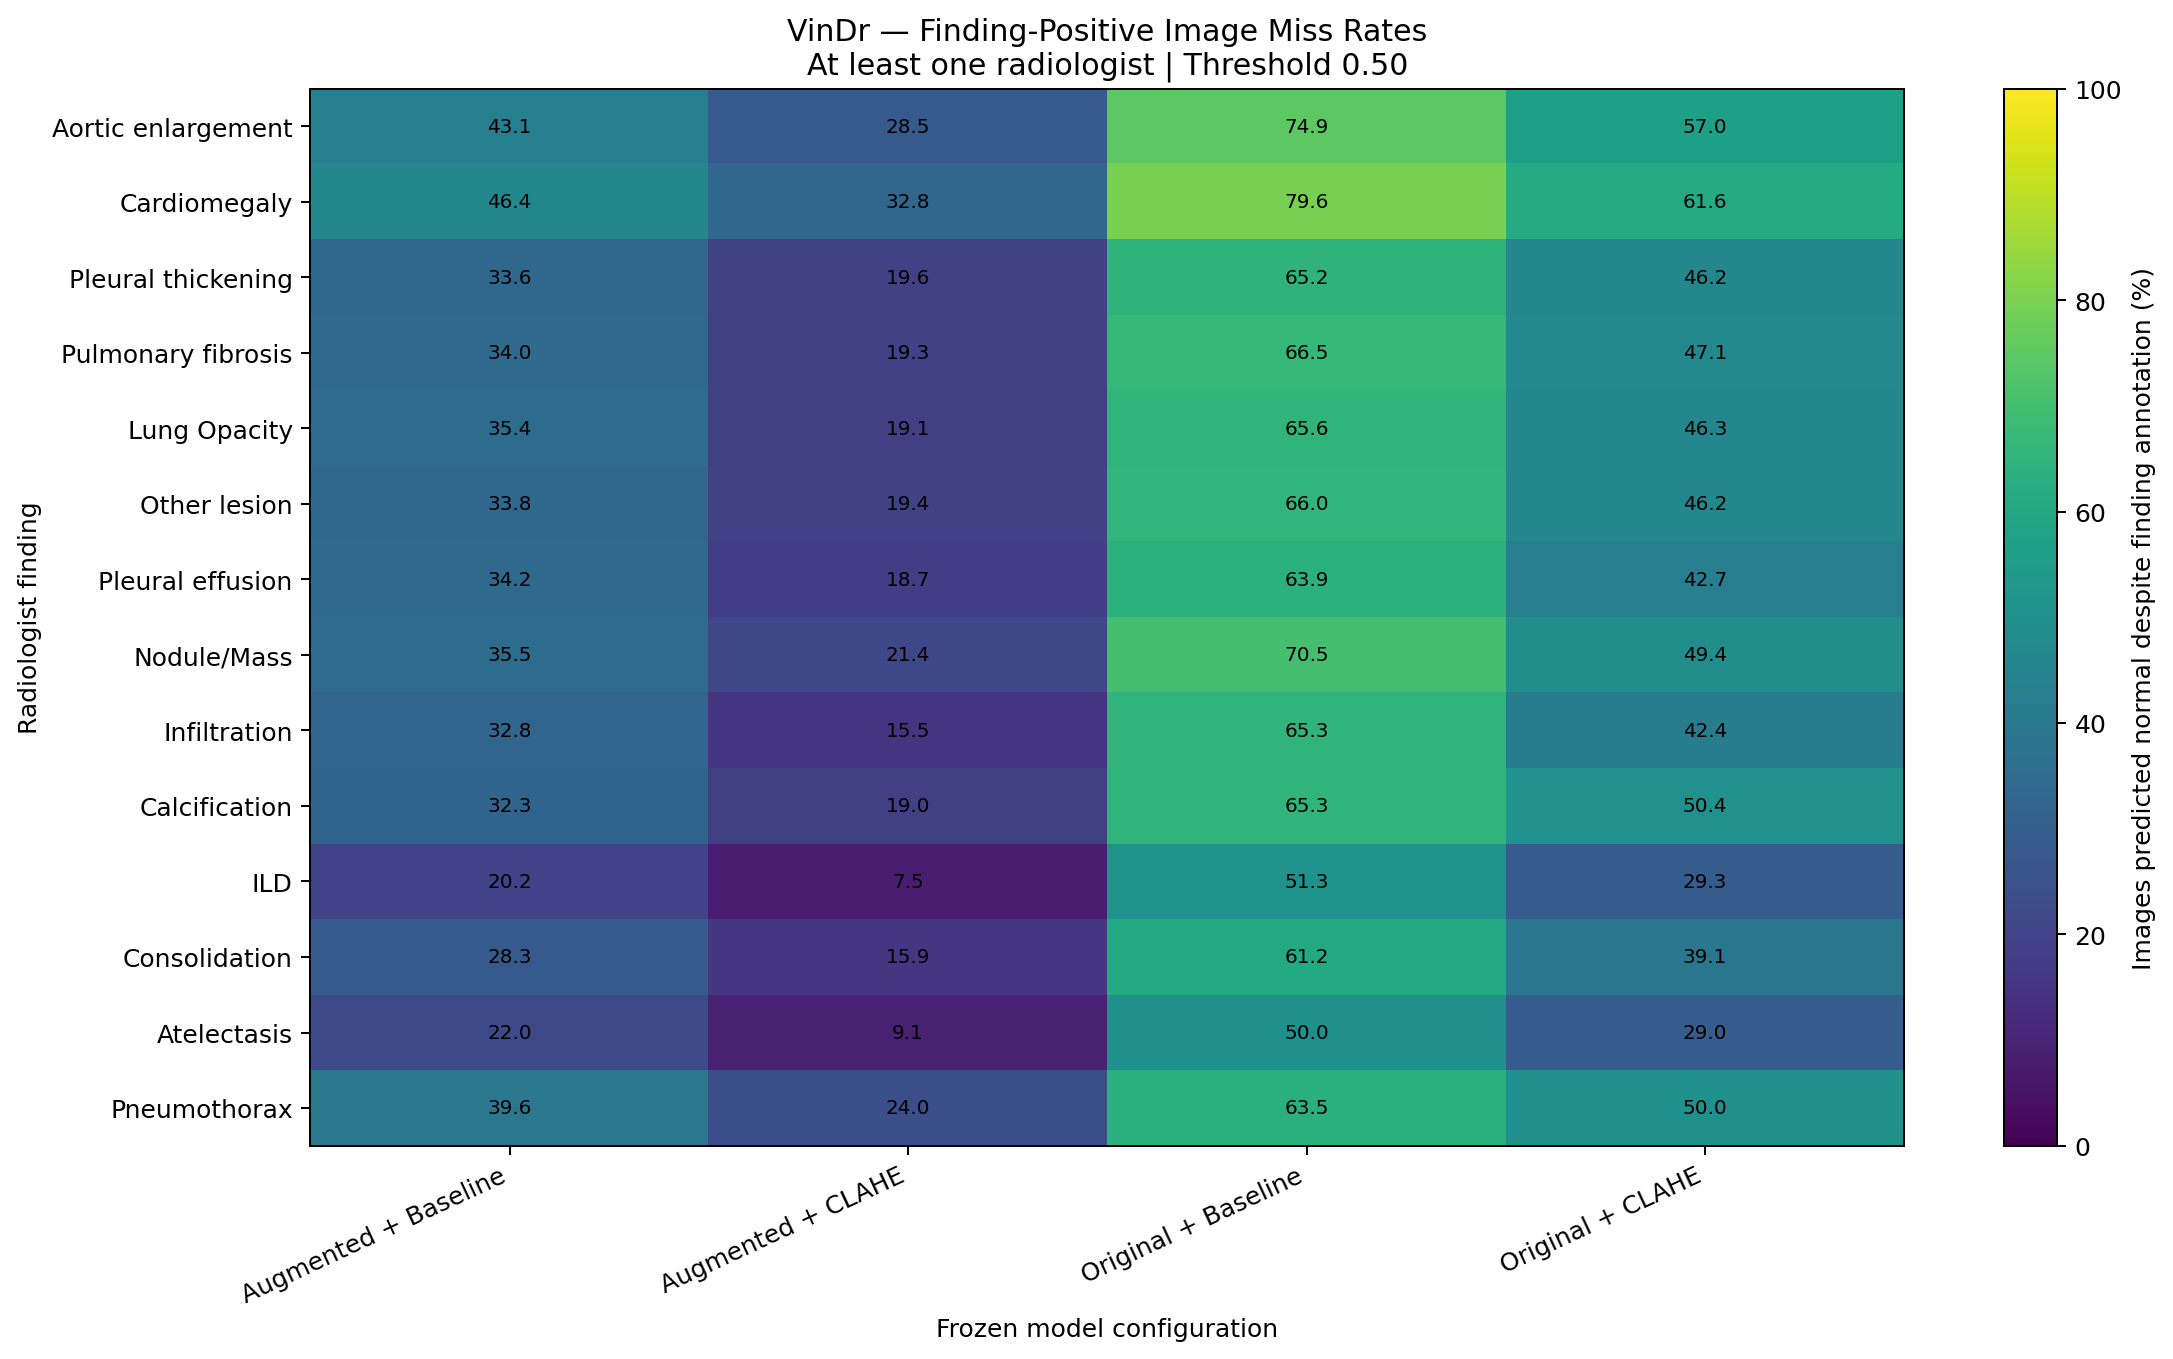 VinDr — Finding-Positive Image Miss Rates
At least one radiologist | Threshold 0.50
Radiologist finding
Aortic enlargement 43.1 28.5 74.9 57.0
Cardiomegaly 46.4 32.8 79.6 61.6
Pleural thickening 33.6 19.6 65.2 46.2
Pulmonary fibrosis 34.0 19.3 66.5 47.1
Lung Opacity 35.4 19.1 65.6 46.3
Other lesion 33.8 19.4 66.0 46.2
Pleural effusion 34.2 18.7 63.9 42.7
Nodule/Mass 35.5 21.4 70.5 49.4
Infiltration 32.8 15.5 65.3 42.4
Calcification 32.3 19.0 65.3 50.4
ILD 20.2 7.5 51.3 29.3
Consolidation 28.3 15.9 61.2 39.1
Atelectasis 22.0 9.1 50.0 29.0
Pneumothorax 39.6 24.0 63.5 50.0
Augmented + Baseline
Augmented + CLAHE
Original + Baseline
Original + CLAHE
Frozen model configuration
100
80
60
40
20
0
Images predicted normal despite finding annotation (%)